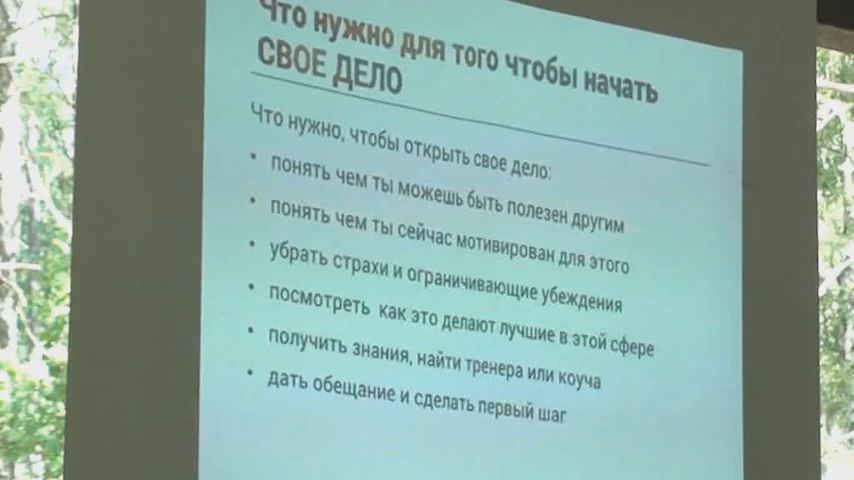 Что нужно для того чтобы начать
СВОЕ ДЕЛО
Что нужно, чтобы открыть свое дело:
• понять чем ты можешь быть полезен другим
• понять чем ты сейчас мотивирован для этого
• убрать страхи и ограничивающие убеждения
• посмотреть как это делают лучшие в этой сфере
• получить знания, найти тренера или коуча
• дать обещание и сделать первый шаг